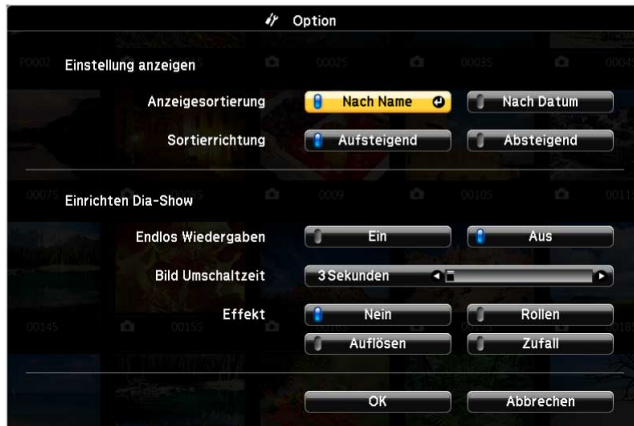 Option
Einstellung anzeigen
Anzeigesortierung Nach Name Nach Datum
Sortierrichtung Aufsteigend Absteigend
Einrichten Dia-Show
Endlos Wiedergaben Ein Aus
Bild Umschaltzeit 3 Sekunden
Effekt Nein Rollen
Auflösen Zufall
OK Abbrechen